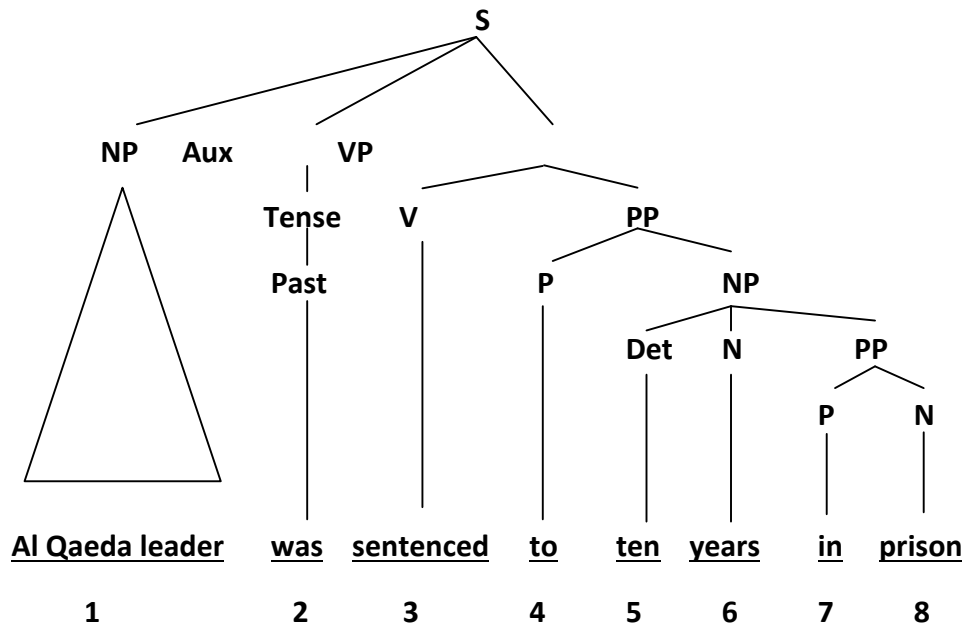 S
NP Aux VP
Tense V PP
Past P NP
Det N PP
P N
Al Qaeda leader was sentenced to ten years in prison
1 2 3 4 5 6 7 8